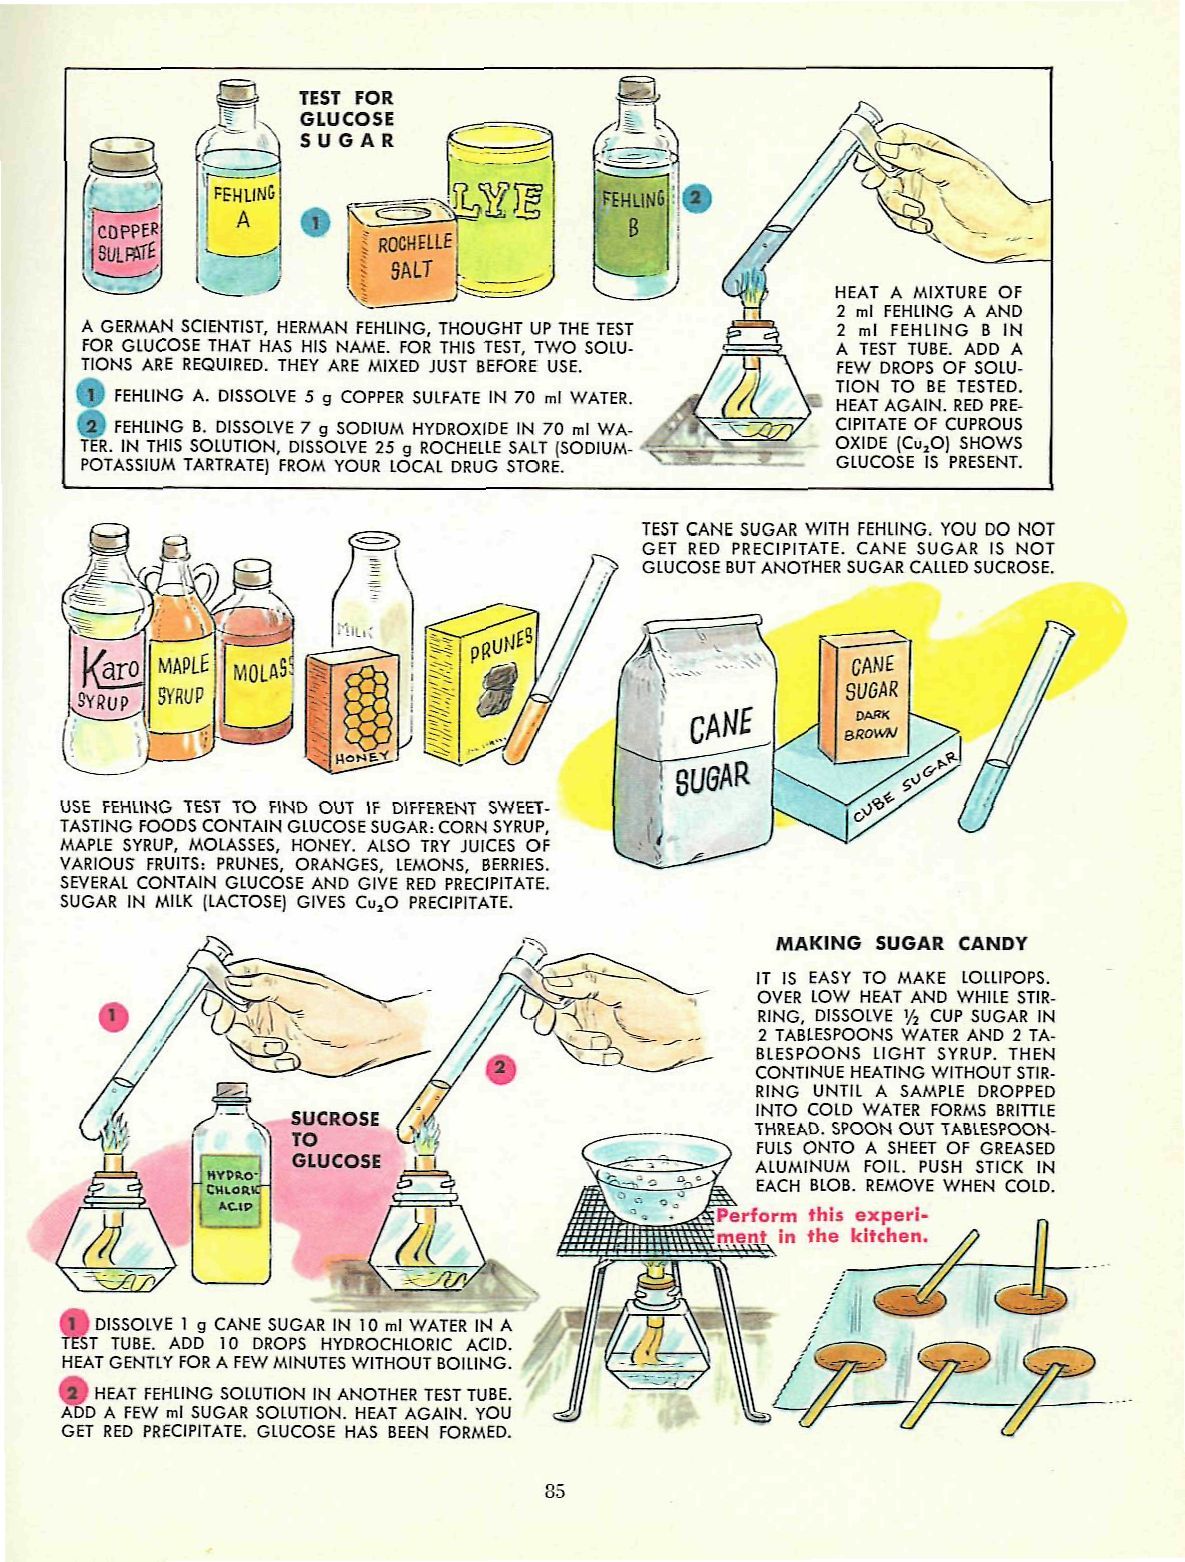 TEST FOR
GLUCOSE
SUGAR
COPPER
SULPATE
FEHLING
A
1
ROCHELLE
SALT
LYE
FEHLING
B
2
A GERMAN SCIENTIST, HERMAN FEHLING, THOUGHT UP THE TEST
FOR GLUCOSE THAT HAS HIS NAME. FOR THIS TEST, TWO SOLU-
TIONS ARE REQUIRED. THEY ARE MIXED JUST BEFORE USE.
1 FEHLING A. DISSOLVE 5 g COPPER SULFATE IN 70 ml WATER.
2 FEHLING B. DISSOLVE 7 g SODIUM HYDROXIDE IN 70 ml WA-
TER. IN THIS SOLUTION, DISSOLVE 25 g ROCHELLE SALT (SODIUM-
POTASSIUM TARTRATE) FROM YOUR LOCAL DRUG STORE.
HEAT A MIXTURE OF
2 ml FEHLING A AND
2 ml FEHLING B IN
A TEST TUBE. ADD A
FEW DROPS OF SOLU-
TION TO BE TESTED.
HEAT AGAIN. RED PRE-
CIPITATE OF CUPROUS
OXIDE (Cu₂O) SHOWS
GLUCOSE IS PRESENT.
Karo
SYRUP
MAPLE
SYRUP
MOLASS
MILK
HONEY
PRUNES
USE FEHLING TEST TO FIND OUT IF DIFFERENT SWEET-
TASTING FOODS CONTAIN GLUCOSE SUGAR: CORN SYRUP,
MAPLE SYRUP, MOLASSES, HONEY. ALSO TRY JUICES OF
VARIOUS FRUITS: PRUNES, ORANGES, LEMONS, BERRIES.
SEVERAL CONTAIN GLUCOSE AND GIVE RED PRECIPITATE.
SUGAR IN MILK (LACTOSE) GIVES Cu₂O PRECIPITATE.
TEST CANE SUGAR WITH FEHLING. YOU DO NOT
GET RED PRECIPITATE. CANE SUGAR IS NOT
GLUCOSE BUT ANOTHER SUGAR CALLED SUCROSE.
CANE
SUGAR
CANE
SUGAR
DARK
BROWN
CUBE SUGAR
1
2
SUCROSE
TO
GLUCOSE
HYDRO-
CHLORIC
ACID
1 DISSOLVE 1 g CANE SUGAR IN 10 ml WATER IN A
TEST TUBE. ADD 10 DROPS HYDROCHLORIC ACID.
HEAT GENTLY FOR A FEW MINUTES WITHOUT BOILING.
2 HEAT FEHLING SOLUTION IN ANOTHER TEST TUBE.
ADD A FEW ml SUGAR SOLUTION. HEAT AGAIN. YOU
GET RED PRECIPITATE. GLUCOSE HAS BEEN FORMED.
MAKING SUGAR CANDY
IT IS EASY TO MAKE LOLLIPOPS.
OVER LOW HEAT AND WHILE STIR-
RING, DISSOLVE ½ CUP SUGAR IN
2 TABLESPOONS WATER AND 2 TA-
BLESPOONS LIGHT SYRUP. THEN
CONTINUE HEATING WITHOUT STIR-
RING UNTIL A SAMPLE DROPPED
INTO COLD WATER FORMS BRITTLE
THREAD. SPOON OUT TABLESPOON-
FULS ONTO A SHEET OF GREASED
ALUMINUM FOIL. PUSH STICK IN
EACH BLOB. REMOVE WHEN COLD.
Perform this experi-
ment in the kitchen.
85